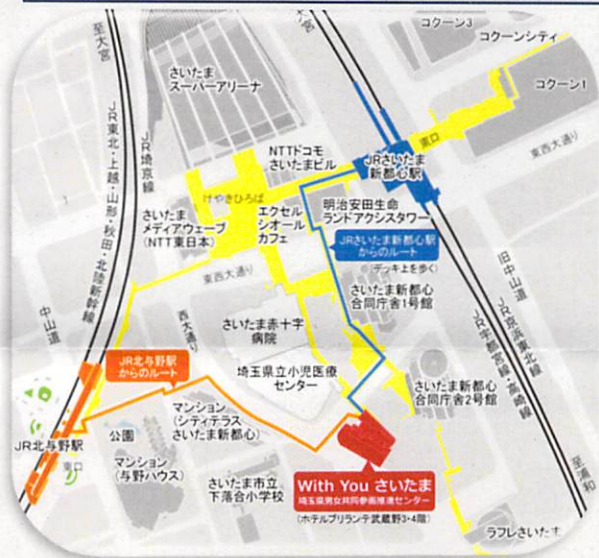 至大宮
至大宮
コクーン3
コクーンシティ
コクーン1
さいたま
スーパーアリーナ
JR東北・上越・山形・秋田・北陸新幹線
JR埼京線
NTTドコモ
さいたまビル
JRさいたま
新都心駅
東口
東西大通り
けやきひろば
さいたま
メディアウェーブ
(NTT東日本)
エクセル
シオール
カフェ
明治安田生命
ランドアクシスタワー
JRさいたま新都心駅
からのルート
(デッキ上を歩く)
東西大通り
旧中山道
中山道
西大通り
さいたま赤十字
病院
さいたま新都心
合同庁舎1号館
JR京浜東北線
JR宇都宮線・高崎線
JR北与野駅
からのルート
埼玉県立小児医療
センター
さいたま新都心
合同庁舎2号館
マンション
(シティテラス
さいたま新都心)
JR北与野駅
公園
東口
マンション
(与野ハウス)
さいたま市立
下落合小学校
With You さいたま
埼玉県男女共同参画推進センター
(ホテルブリランテ武蔵野3・4階)
至浦和
ラフレさいたま